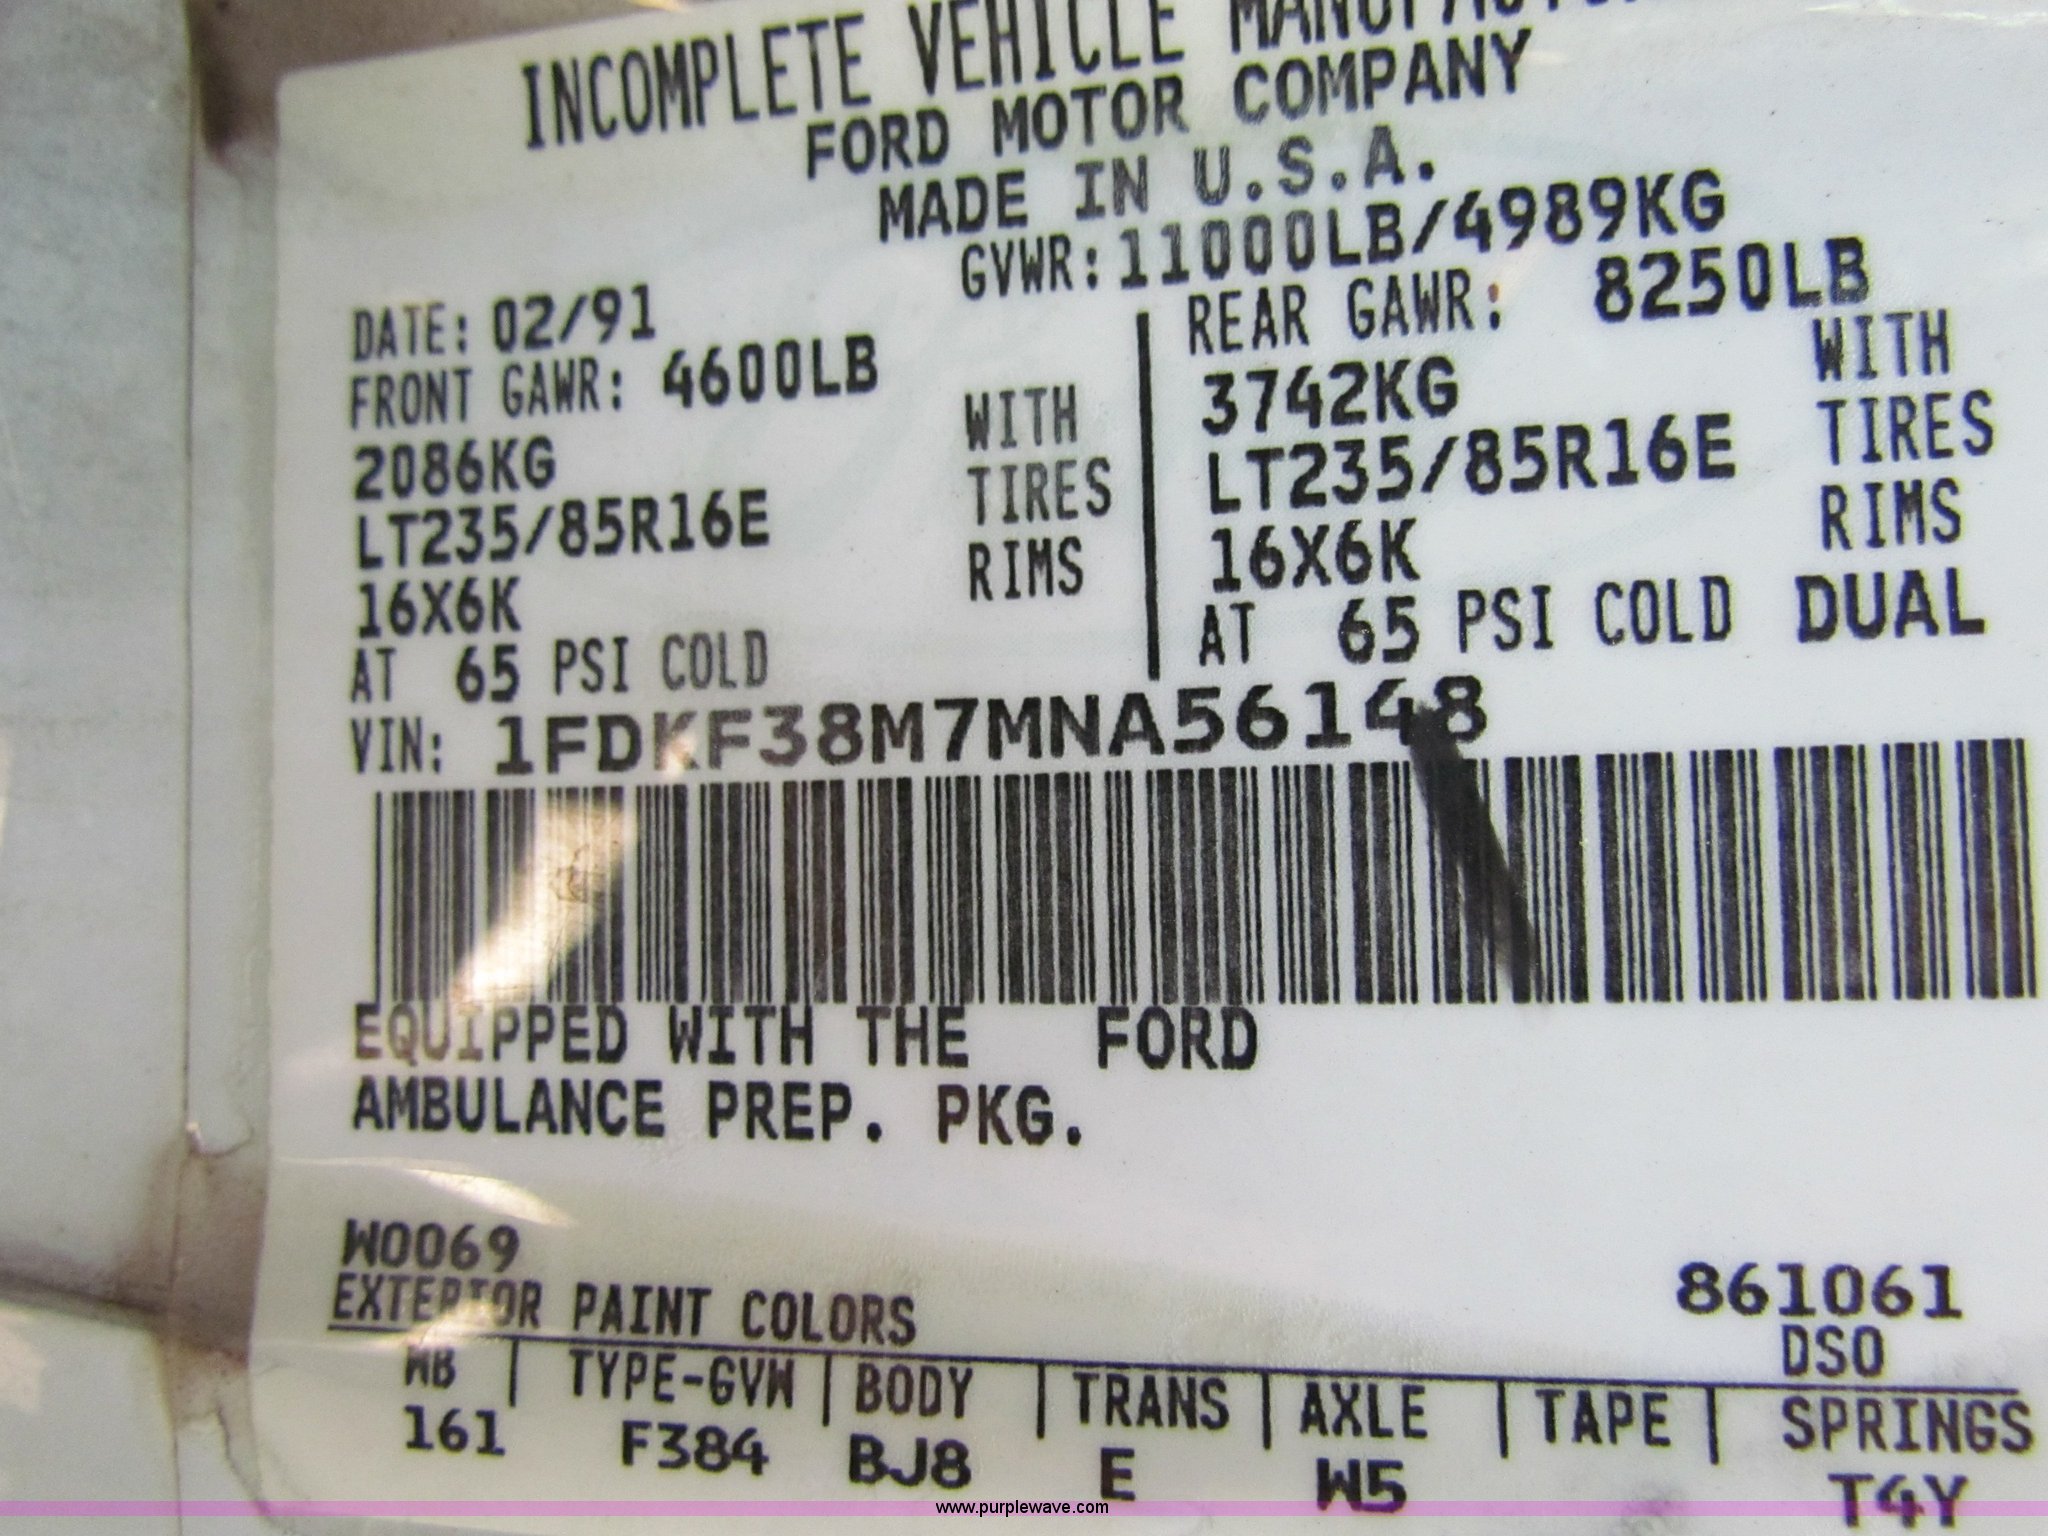 INCOMPLETE VEHICLE
FORD MOTOR COMPANY
MADE IN U.S.A.
GVWR: 11000LB/4989KG
DATE: 02/91
FRONT GAWR: 4600LB
2086KG WITH
LT235/85R16E TIRES
16X6K RIMS
AT 65 PSI COLD
REAR GAWR: 8250LB
3742KG WITH
LT235/85R16E TIRES
16X6K RIMS
AT 65 PSI COLD DUAL
VIN: 1FDKF38M7MNA56148
EQUIPPED WITH THE FORD
AMBULANCE PREP. PKG.
W0069
EXTERIOR PAINT COLORS
861061
DSO
WB | TYPE-GVW | BODY | TRANS | AXLE | TAPE | SPRINGS
161 F384 BJ8 E W5 T4Y
www.purplewave.com